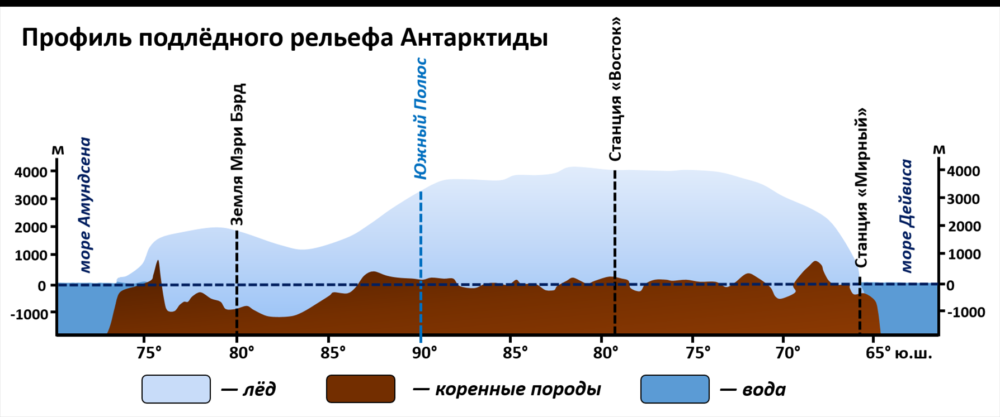 Профиль подлёдного рельефа Антарктиды
море Амундсена
Земля Мэри Бэрд
Южный Полюс
Станция «Восток»
Станция «Мирный»
море Дейвиса
м
4000
3000
2000
1000
0
-1000
м
4000
3000
2000
1000
0
-1000
75° 80° 85° 90° 85° 80° 75° 70° 65° ю.ш.
— лёд — коренные породы — вода